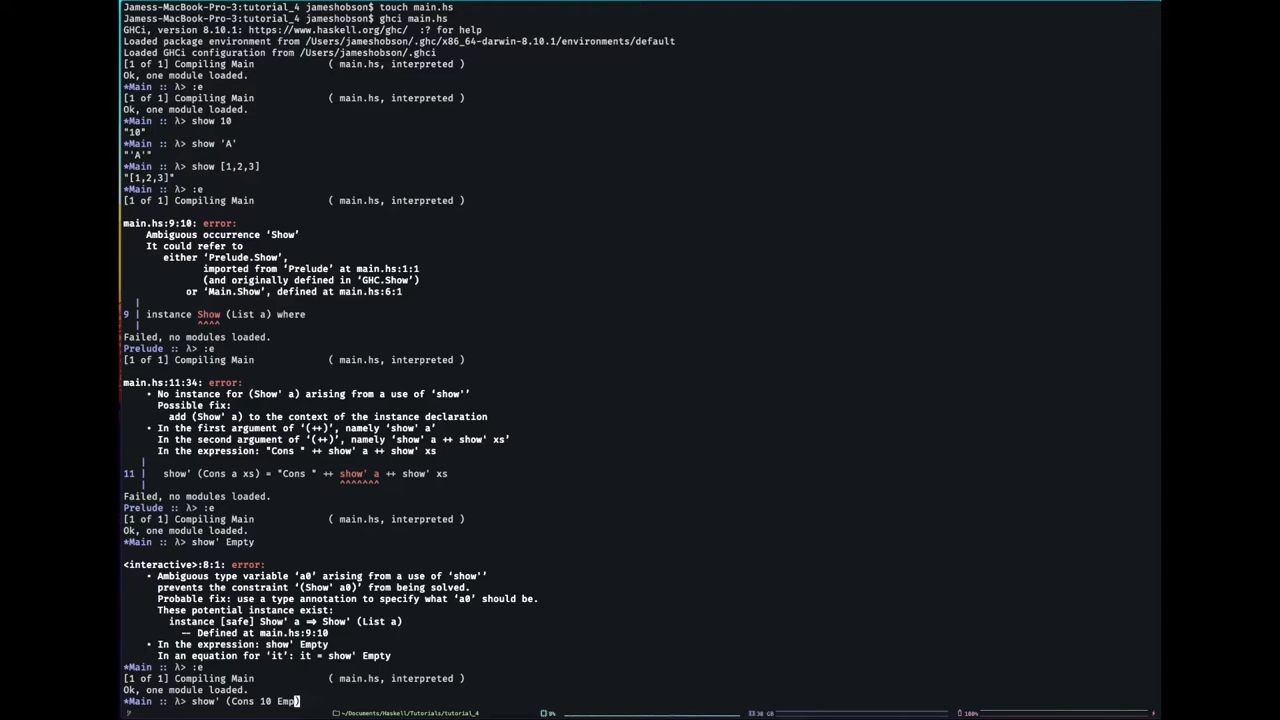 Jamess-MacBook-Pro-3:tutorial_4 jameshobson$ touch main.hs
Jamess-MacBook-Pro-3:tutorial_4 jameshobson$ ghci main.hs
GHCi, version 8.10.1: https://www.haskell.org/ghc/  :? for help
Loaded package environment from /Users/jameshobson/.ghc/x86_64-darwin-8.10.1/environments/default
Loaded GHCi configuration from /Users/jameshobson/.ghci
[1 of 1] Compiling Main             ( main.hs, interpreted )
Ok, one module loaded.
*Main :: λ> :e
[1 of 1] Compiling Main             ( main.hs, interpreted )
Ok, one module loaded.
*Main :: λ> show 10
"10"
*Main :: λ> show 'A'
"'A'"
*Main :: λ> show [1,2,3]
"[1,2,3]"
*Main :: λ> :e
[1 of 1] Compiling Main             ( main.hs, interpreted )
main.hs:9:10: error:
    Ambiguous occurrence ‘Show’
    It could refer to
       either ‘Prelude.Show’,
              imported from ‘Prelude’ at main.hs:1:1
              (and originally defined in ‘GHC.Show’)
           or ‘Main.Show’, defined at main.hs:6:1
  |
9 | instance Show (List a) where
  |          ^^^^
Failed, no modules loaded.
Prelude :: λ> :e
[1 of 1] Compiling Main             ( main.hs, interpreted )
main.hs:11:34: error:
    • No instance for (Show' a) arising from a use of ‘show'’
      Possible fix:
        add (Show' a) to the context of the instance declaration
    • In the first argument of ‘(++)’, namely ‘show' a’
      In the second argument of ‘(++)’, namely ‘show' a ++ show' xs’
      In the expression: "Cons " ++ show' a ++ show' xs
   |
11 |   show' (Cons a xs) = "Cons " ++ show' a ++ show' xs
   |                                  ^^^^^^^
Failed, no modules loaded.
Prelude :: λ> :e
[1 of 1] Compiling Main             ( main.hs, interpreted )
Ok, one module loaded.
*Main :: λ> show' Empty
<interactive>:8:1: error:
    • Ambiguous type variable ‘a0’ arising from a use of ‘show'’
      prevents the constraint ‘(Show' a0)’ from being solved.
      Probable fix: use a type annotation to specify what ‘a0’ should be.
      These potential instance exist:
        instance [safe] Show' a => Show' (List a)
          -- Defined at main.hs:9:10
    • In the expression: show' Empty
      In an equation for ‘it’: it = show' Empty
*Main :: λ> :e
[1 of 1] Compiling Main             ( main.hs, interpreted )
Ok, one module loaded.
*Main :: λ> show' (Cons 10 Emp)
~/Documents/Haskell/Tutorials/tutorial_4 30 GB 100%